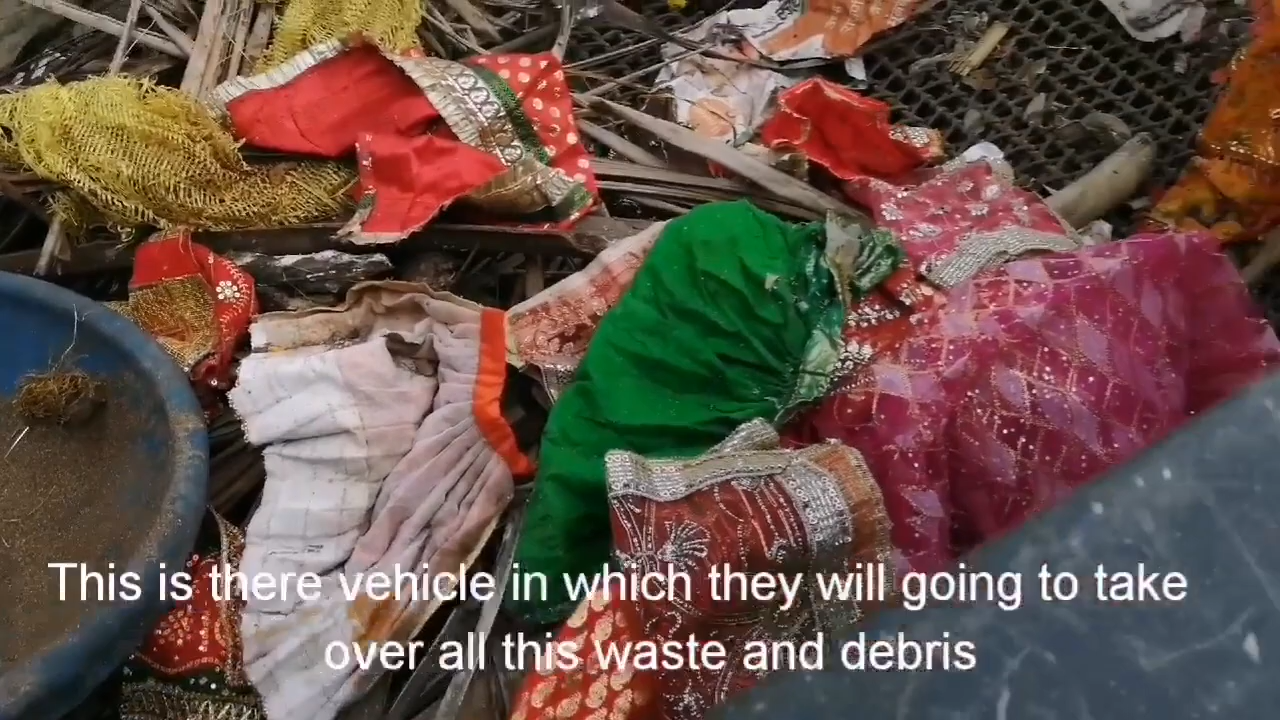 This is there vehicle in which they will going to take
over all this waste and debris